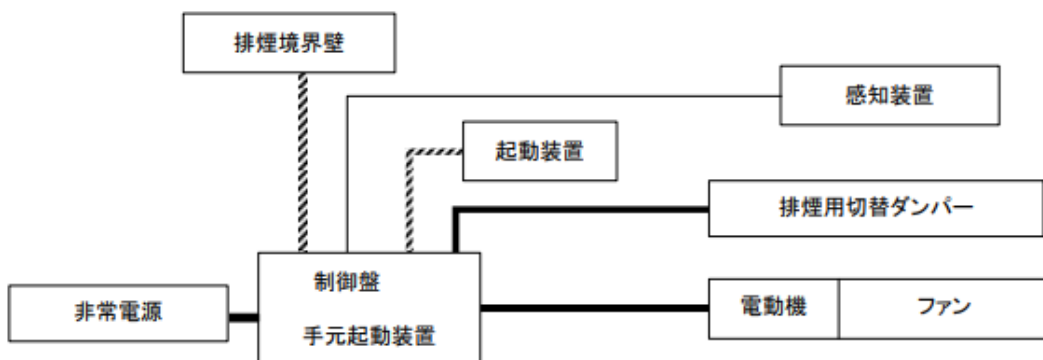 排煙境界壁
感知装置
起動装置
排煙用切替ダンパー
制御盤
非常電源
電動機
ファン
手元起動装置